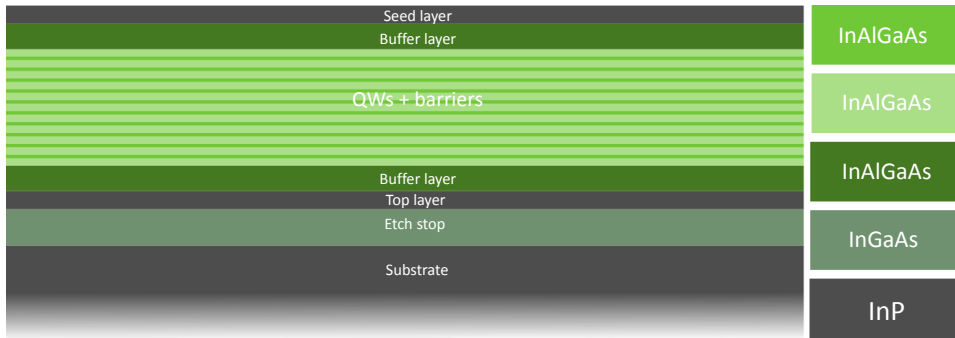 Seed layer
Buffer layer
QWs + barriers
Buffer layer
Top layer
Etch stop
Substrate
InAlGaAs
InAlGaAs
InAlGaAs
InGaAs
InP